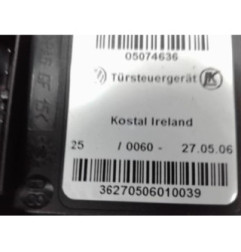 05074636
Türsteuergerät
Kostal Ireland
25 / 0060 - 27.05.06
36270506010039